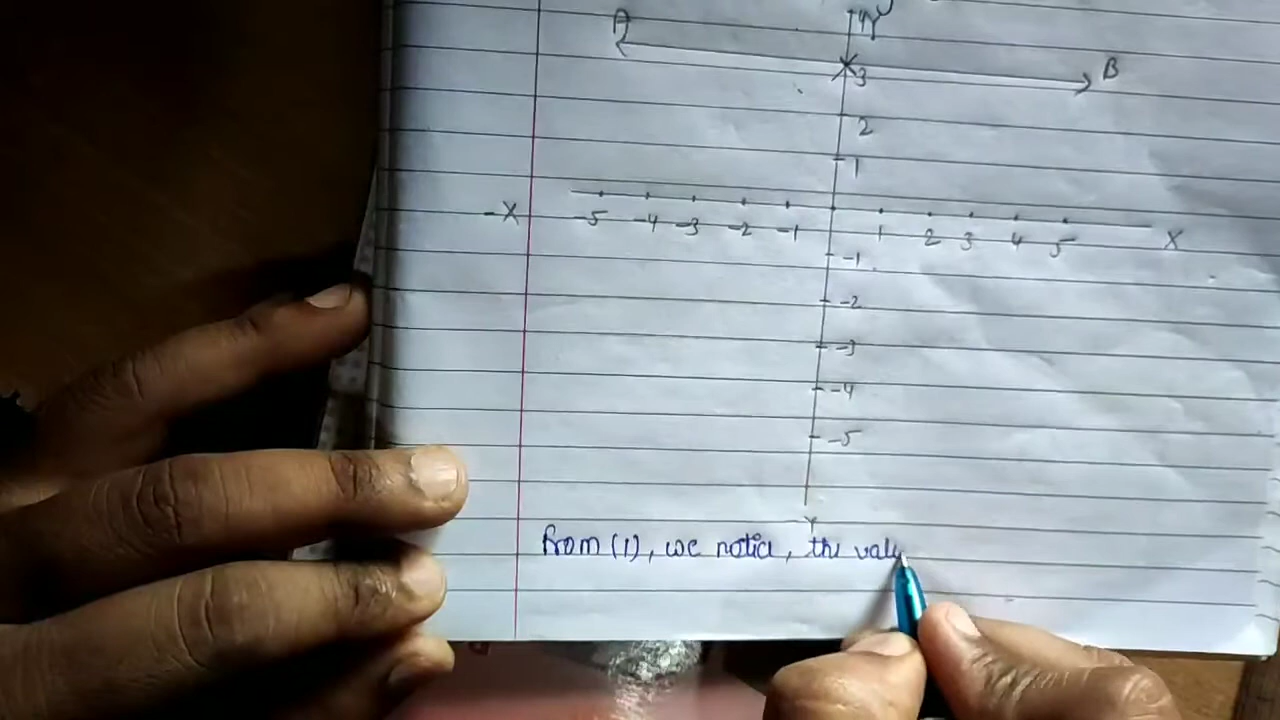 Y
A
B
3
2
1
-X -5 -4 -3 -2 -1 1 2 3 4 5 X
-1
-2
-3
-4
-5
Y
from (1), we notice, the valu